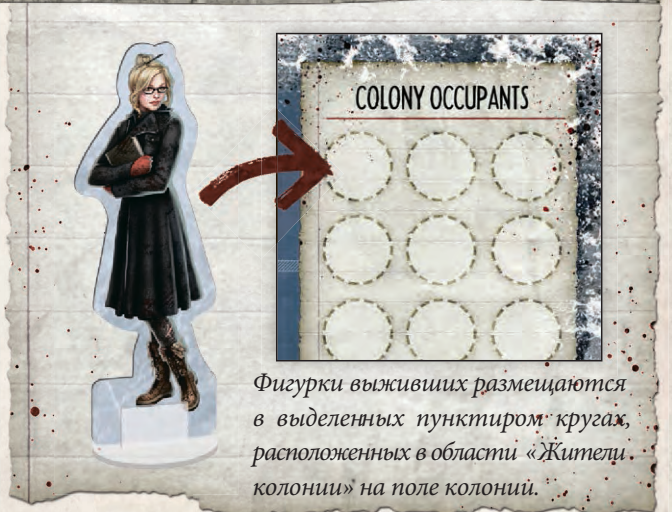 COLONY OCCUPANTS
Фигурки выживших размещаются
в выделенных пунктиром кругах,
расположенных в области «Жители
колонии» на поле колоний.